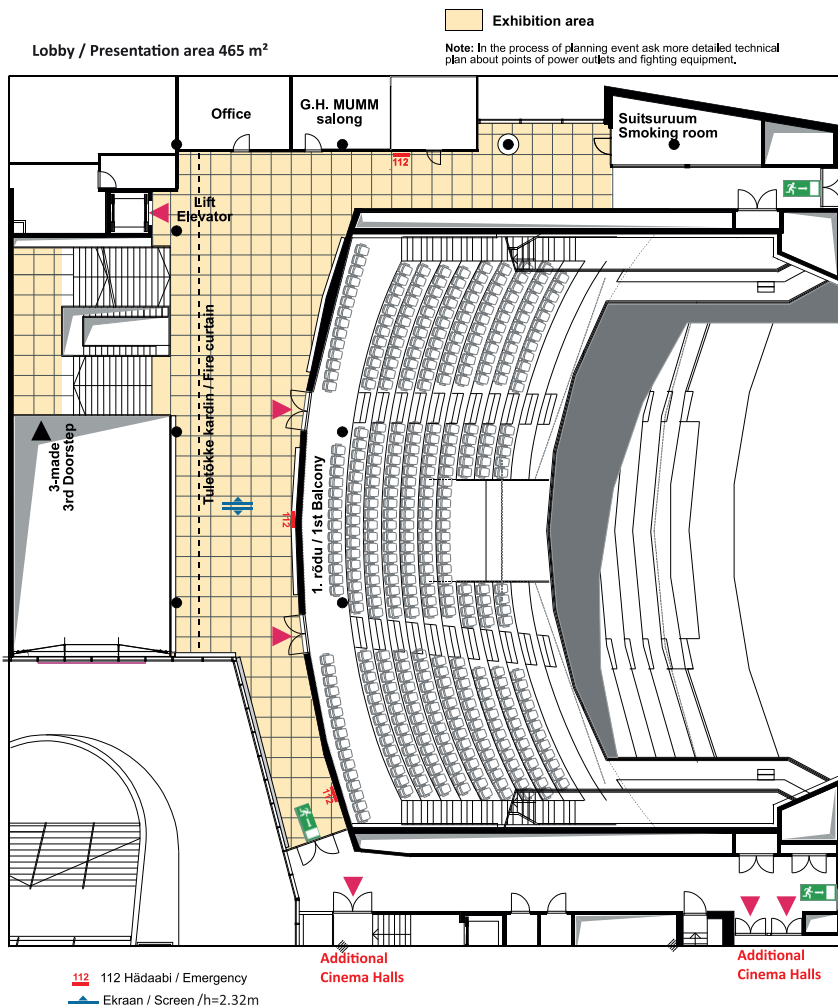 Exhibition area
Lobby / Presentation area 465 m²
Note: In the process of planning event ask more detailed technical
plan about points of power outlets and fighting equipment.
Office
G.H. MUMM
salong
Suitsuruum
Smoking room
112
Lift
Elevator
Tuletõkke kardin / Fire curtain
3-made
3rd Doorstep
112
1. rõdu / 1st Balcony
112
Additional
Cinema Halls
Additional
Cinema Halls
112 112 Hädaabi / Emergency
Ekraan / Screen /h=2.32m